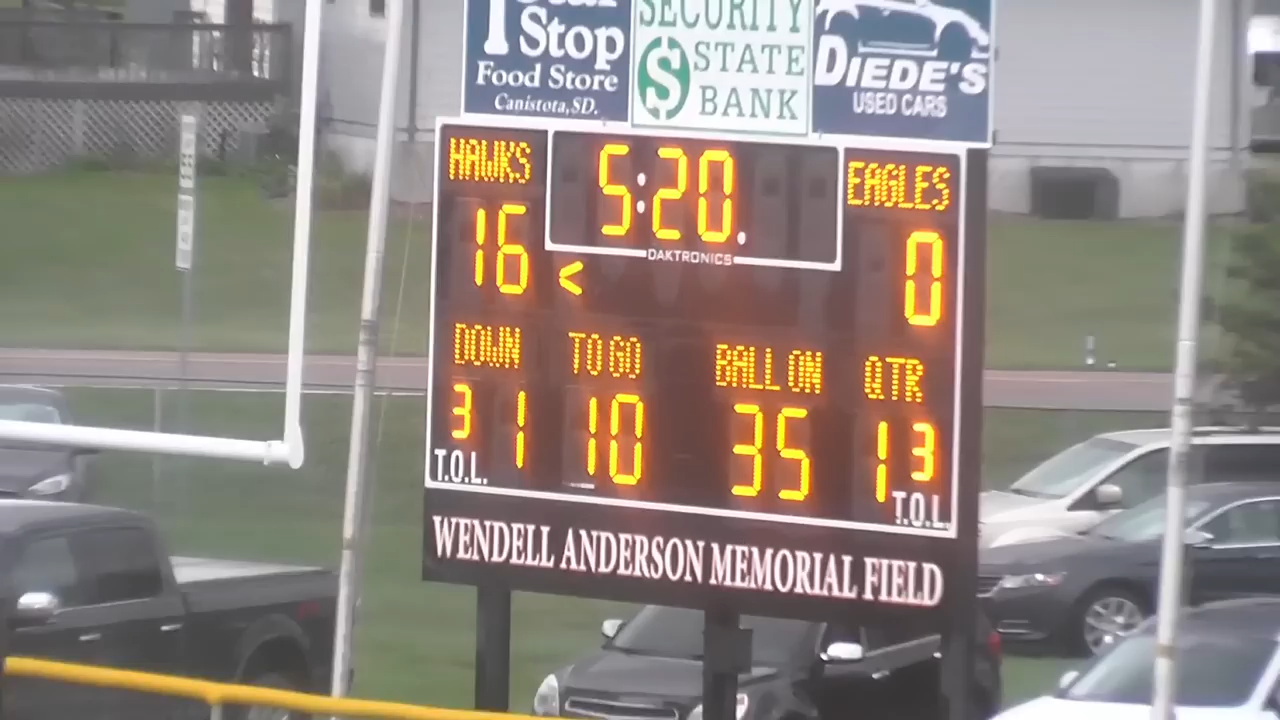 Stop
Food Store
Canistota, SD.
SECURITY
STATE
BANK
$
DIEDE'S
USED CARS
HAWKS
5:20.
EAGLES
DAKTRONICS
16 <
0
DOWN
TO GO
BALL ON
QTR
3 1
10
35
1 3
T.O.L.
T.O.L.
WENDELL ANDERSON MEMORIAL FIELD